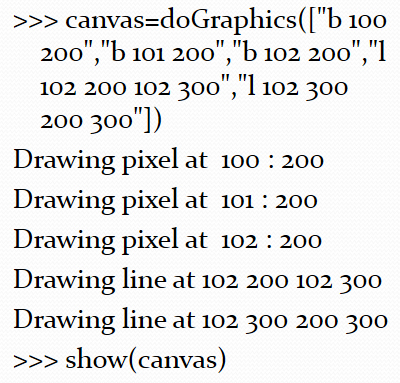 >>> canvas=doGraphics(["b 100
200","b 101 200","b 102 200","l
102 200 102 300","l 102 300
200 300"])
Drawing pixel at  100 : 200
Drawing pixel at  101 : 200
Drawing pixel at  102 : 200
Drawing line at 102 200 102 300
Drawing line at 102 300 200 300
>>> show(canvas)